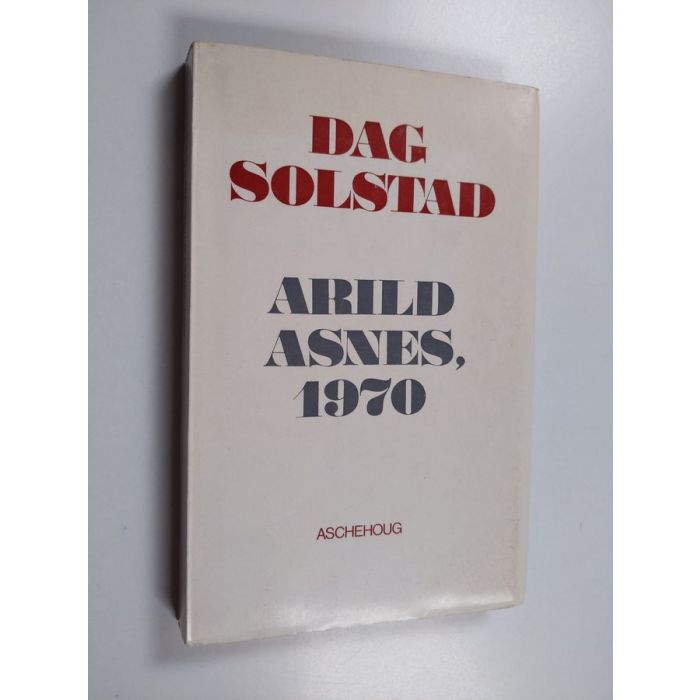 DAG
SOLSTAD
ARILD
ASNES,
1970
ASCHEHOUG